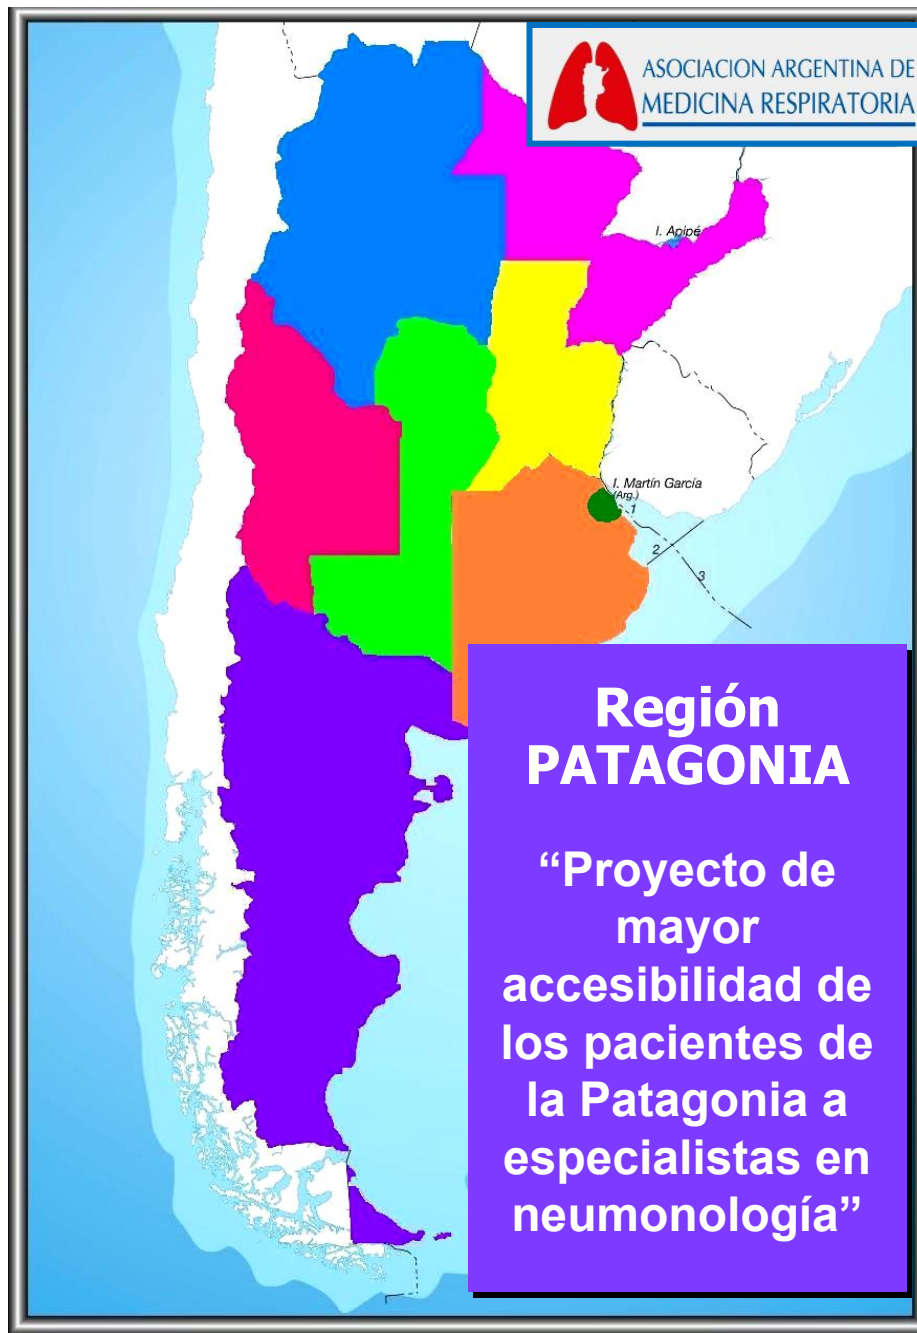 ASOCIACION ARGENTINA DE
MEDICINA RESPIRATORIA
I. Apipé
I. Martín García
(Arg.)
1
2
3
Región
PATAGONIA
“Proyecto de
mayor
accesibilidad de
los pacientes de
la Patagonia a
especialistas en
neumonología”